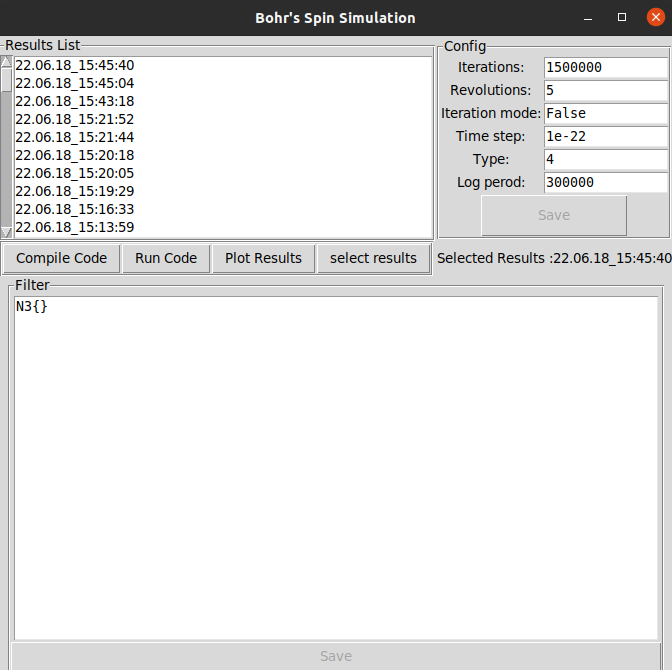 Bohr's Spin Simulation
Results List
22.06.18_15:45:40
22.06.18_15:45:04
22.06.18_15:43:18
22.06.18_15:21:52
22.06.18_15:21:44
22.06.18_15:20:18
22.06.18_15:20:05
22.06.18_15:19:29
22.06.18_15:16:33
22.06.18_15:13:59
Config
Iterations: 1500000
Revolutions: 5
Iteration mode: False
Time step: 1e-22
Type: 4
Log perod: 300000
Save
Compile Code Run Code Plot Results select results Selected Results :22.06.18_15:45:40
Filter
N3{}
Save